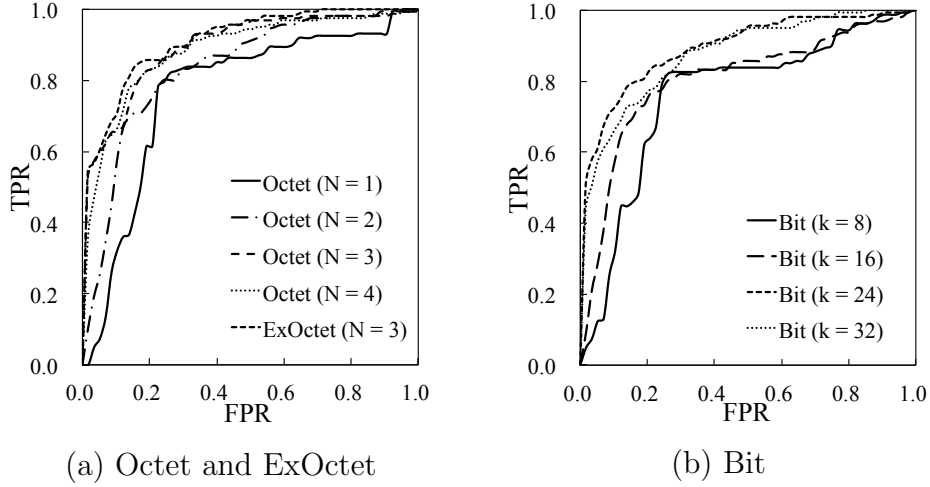 1.0
0.8
0.6
0.4
0.2
0.0
TPR
Octet (N = 1)
Octet (N = 2)
Octet (N = 3)
Octet (N = 4)
ExOctet (N = 3)
0.0 0.2 0.4 0.6 0.8 1.0
FPR
(a) Octet and ExOctet
1.0
0.8
0.6
0.4
0.2
0.0
TPR
Bit (k = 8)
Bit (k = 16)
Bit (k = 24)
Bit (k = 32)
0.0 0.2 0.4 0.6 0.8 1.0
FPR
(b) Bit